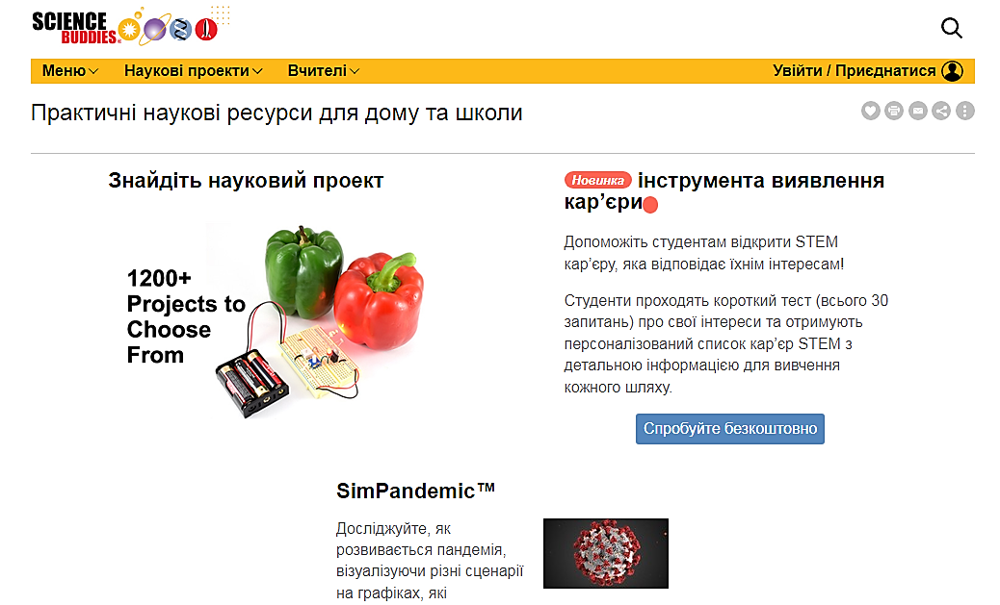 SCIENCE
BUDDIES
Меню
Наукові проекти
Вчителі
Увійти / Приєднатися
Практичні наукові ресурси для дому та школи
Знайдіть науковий проект
1200+
Projects to
Choose
From
Новинка інструмента виявлення
кар’єри
Допоможіть студентам відкрити STEM
кар’єру, яка відповідає їхнім інтересам!
Студенти проходять короткий тест (всього 30
запитань) про свої інтереси та отримують
персоналізований список кар’єр STEM з
детальною інформацією для вивчення
кожного шляху.
Спробуйте безкоштовно
SimPandemic™
Досліджуйте, як
розвивається пандемія,
візуалізуючи різні сценарії
на графіках, які